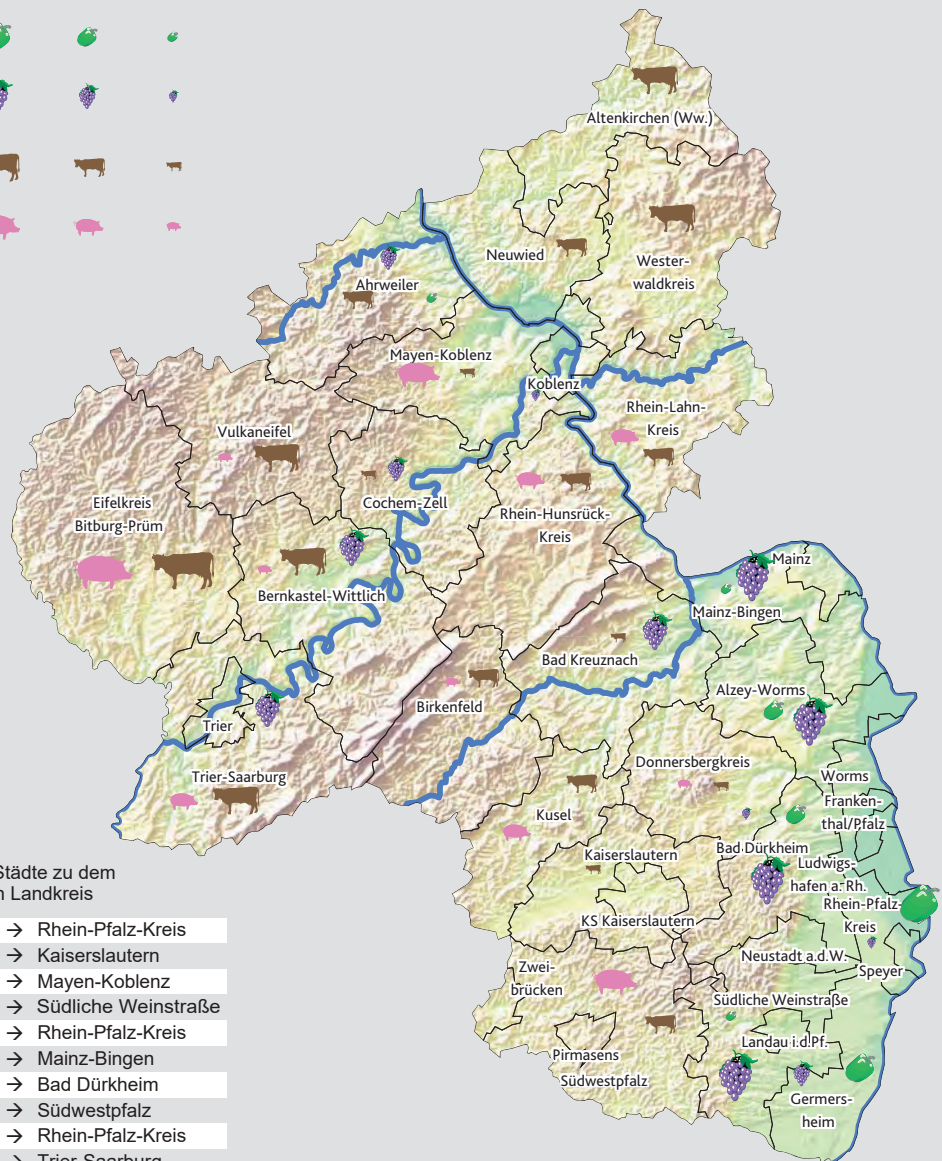 Altenkirchen (Ww.)
Neuwied
Wester-
waldkreis
Ahrweiler
Mayen-Koblenz
Koblenz
Rhein-Lahn-
Kreis
Vulkaneifel
Cochem-Zell
Eifelkreis
Bitburg-Prüm
Rhein-Hunsrück-
Kreis
Mainz
Bernkastel-Wittlich
Mainz-Bingen
Bad Kreuznach
Alzey-Worms
Birkenfeld
Trier
Trier-Saarburg
Donnersbergkreis
Worms
Franken-
thal/Pfalz
Kusel
Kaiserslautern
Bad Dürkheim
Ludwigs-
hafen a. Rh.
Rhein-Pfalz-
Kreis
KS Kaiserslautern
Neustadt a.d.W.
Speyer
Zwei-
brücken
Südliche Weinstraße
Landau i.d.Pf.
Pirmasens
Südwestpfalz
Germers-
heim
Städte zu dem
n Landkreis
→ Rhein-Pfalz-Kreis
→ Kaiserslautern
→ Mayen-Koblenz
→ Südliche Weinstraße
→ Rhein-Pfalz-Kreis
→ Mainz-Bingen
→ Bad Dürkheim
→ Südwestpfalz
→ Rhein-Pfalz-Kreis
→ Trier-Saarburg